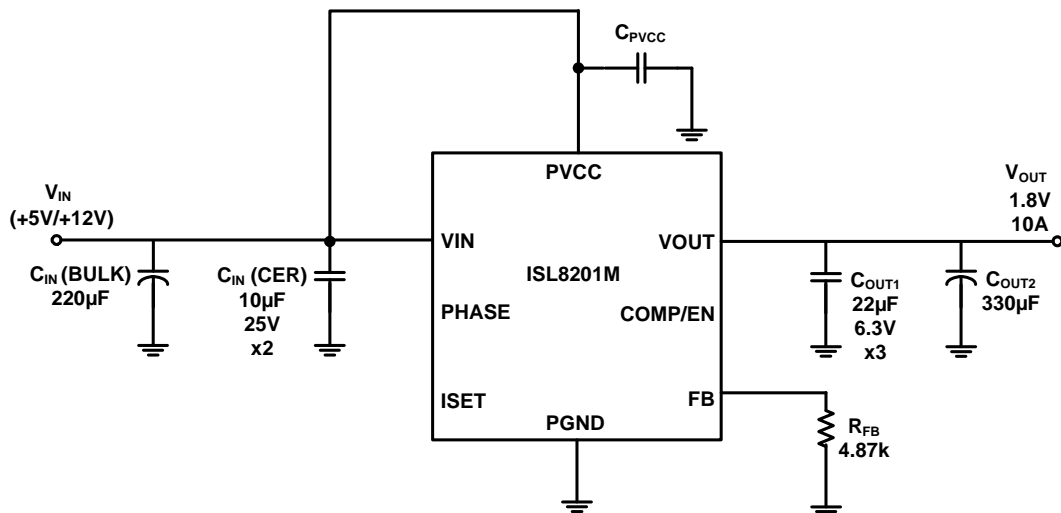 CPVCC
PVCC
VIN
(+5V/+12V)
VIN
VOUT
VOUT
1.8V
10A
CIN (BULK)
220µF
CIN (CER)
10µF
25V
x2
ISL8201M
PHASE
COMP/EN
COUT1
22µF
6.3V
x3
COUT2
330µF
ISET
FB
PGND
RFB
4.87k